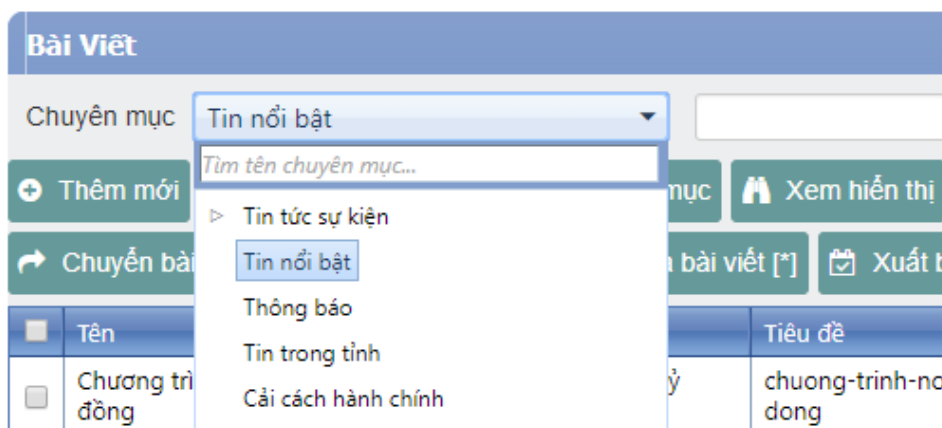 Bài Viết
Chuyên mục Tin nổi bật
Tìm tên chuyên mục...
Thêm mới mục Xem hiển thị
Tin tức sự kiện
Chuyển bài Tin nổi bật bài viết [*] Xuất
Thông báo
Tên Tiêu đề
Tin trong tỉnh
Chương chuong-trinh-no
Cải cách hành chính
đồng dong